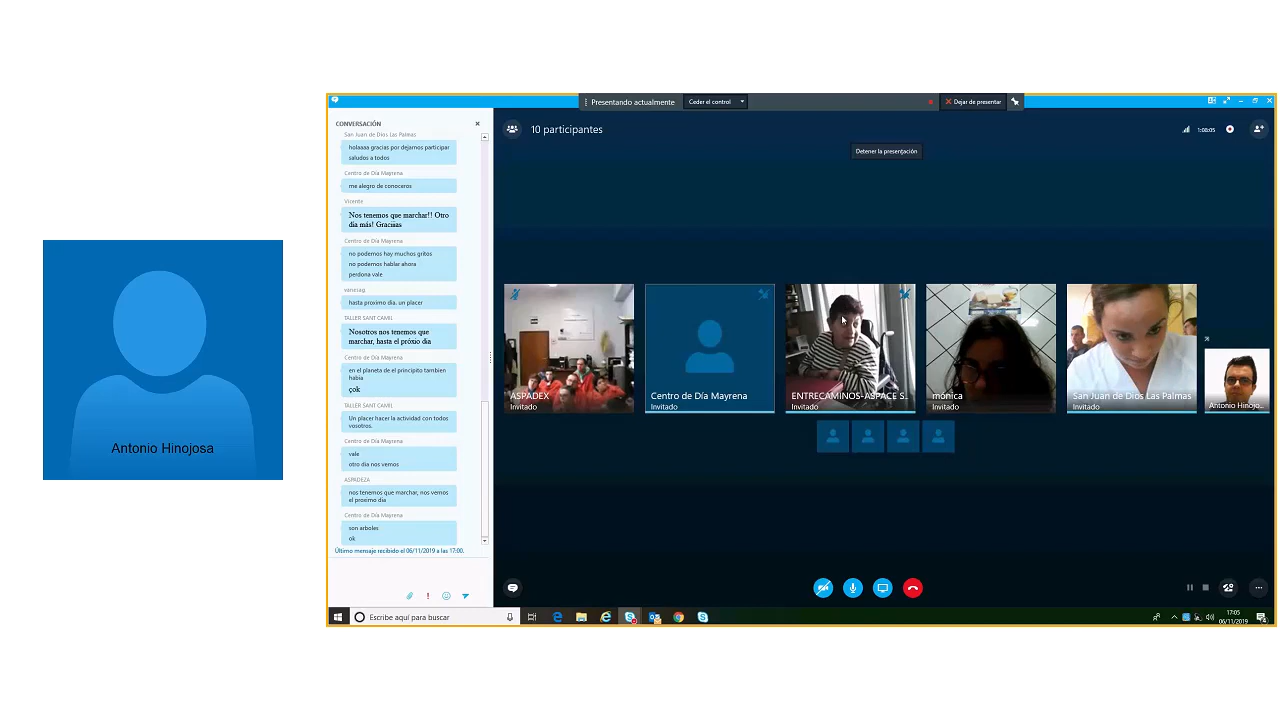 Antonio Hinojosa
Presentando actualmente
Ceder el control
Dejar de presentar
CONVERSACIÓN
10 participantes
1:08:05
Detener la presentación
San Juan de Dios Las Palmas
holaaaa gracias por dejarnos participar
saludos a todos
Centro de Día Mayrena
me alegro de conoceros
Vicente
Nos tenemos que marchar!! Otro
día más! Graciiias
Centro de Día Mayrena
no podemos hay muchos gritos
no podemos hablar ahora
perdona vale
hasta proximo dia. un placer
TALLER SANT CAMIL
Nosotros nos tenemos que
marchar, hasta el próxio dia
Centro de Día Mayrena
en el planeta de el principito tambien
habia
çok
TALLER SANT CAMIL
Un placer hacer la actividad con todos
vosotros.
Centro de Día Mayrena
vale
otro dia nos vemos
ASPADEZA
nos tenemos que marchar, nos vemos
el proximo dia
Centro de Día Mayrena
son arboles
ok
Último mensaje recibido el 06/11/2019 a las 17:00.
ASPADEX
Invitado
Centro de Día Mayrena
Invitado
ENTRECAMINOS-ASPACE S...
Invitado
mónica
Invitado
San Juan de Dios Las Palmas
Invitado
Antonio Hinojo...
Escribe aquí para buscar
17:05
06/11/2019